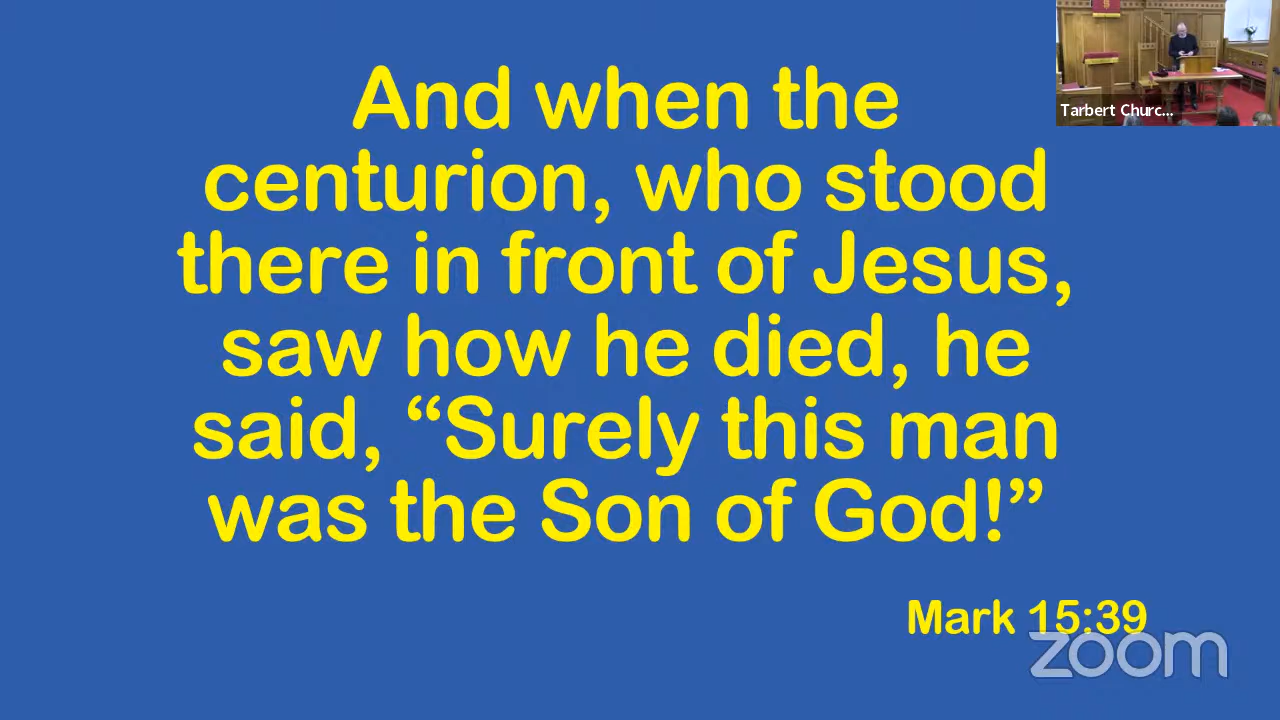 And when the
centurion, who stood
there in front of Jesus,
saw how he died, he
said, “Surely this man
was the Son of God!”
Mark 15:39
zoom
Tarbert Churc...